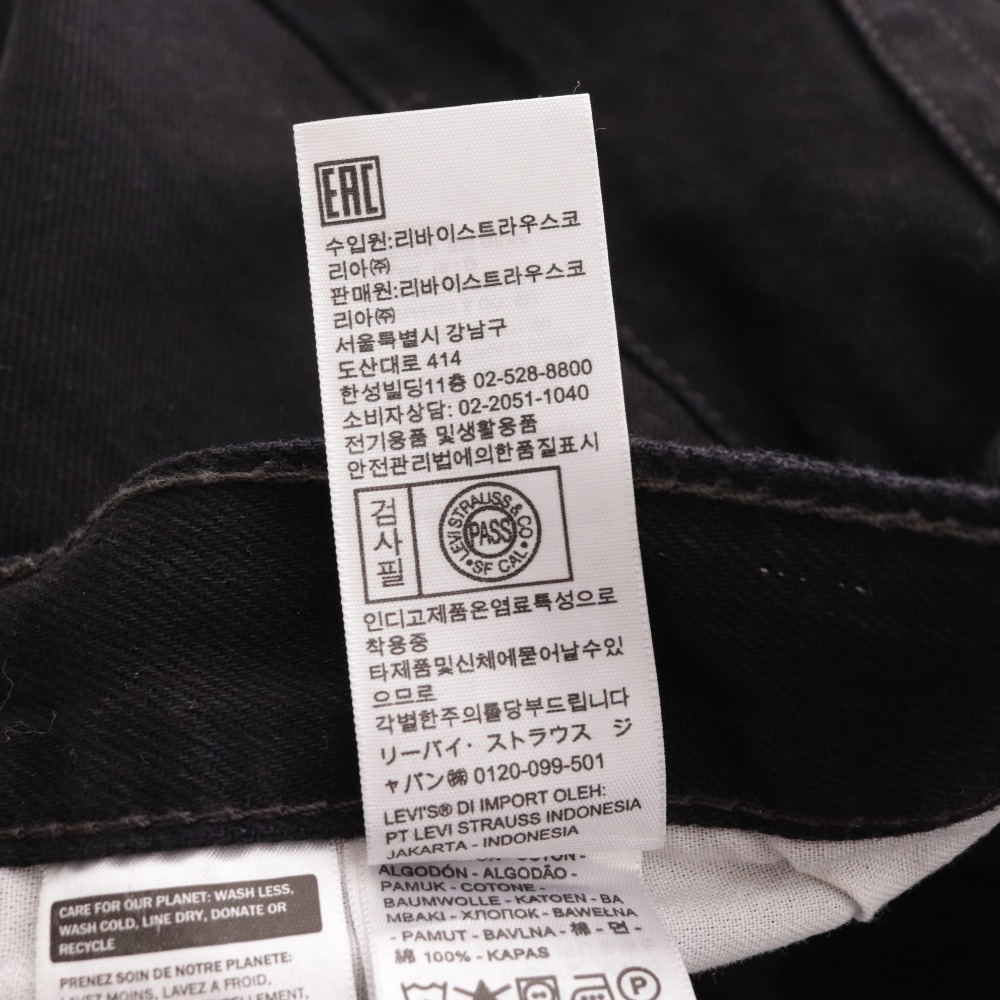 EAC
수입원:리바이스트라우스코
리아㈜
판매원:리바이스트라우스코
리아㈜
서울특별시 강남구
도산대로 414
한성빌딩11층 02-528-8800
소비자상담: 02-2051-1040
전기용품 및생활용품
안전관리법에의한품질표시
검
사
필
LEVI STRAUSS & CO
PASS
• SF CAL •
인디고제품은염료특성으로
착용중
타제품및신체에묻어날수있
으므로
각별한주의를당부드립니다
リーバイ・ストラウス ジ
ャパン㈱ 0120-099-501
LEVI'S® DI IMPORT OLEH:
PT LEVI STRAUSS INDONESIA
JAKARTA - INDONESIA
ALGODÓN - ALGODÃO -
PAMUK - COTONE -
BAUMWOLLE - KATOEN - BA
MBAKI - ХЛОПОК - BAWEŁNA
- PAMUT - BAVLNA - 棉 - 면 -
綿 100% - KAPAS
CARE FOR OUR PLANET: WASH LESS,
WASH COLD, LINE DRY, DONATE OR
RECYCLE
PRENEZ SOIN DE NOTRE PLANETE:
LAVEZ MOINS, LAVEZ A FROID,
P